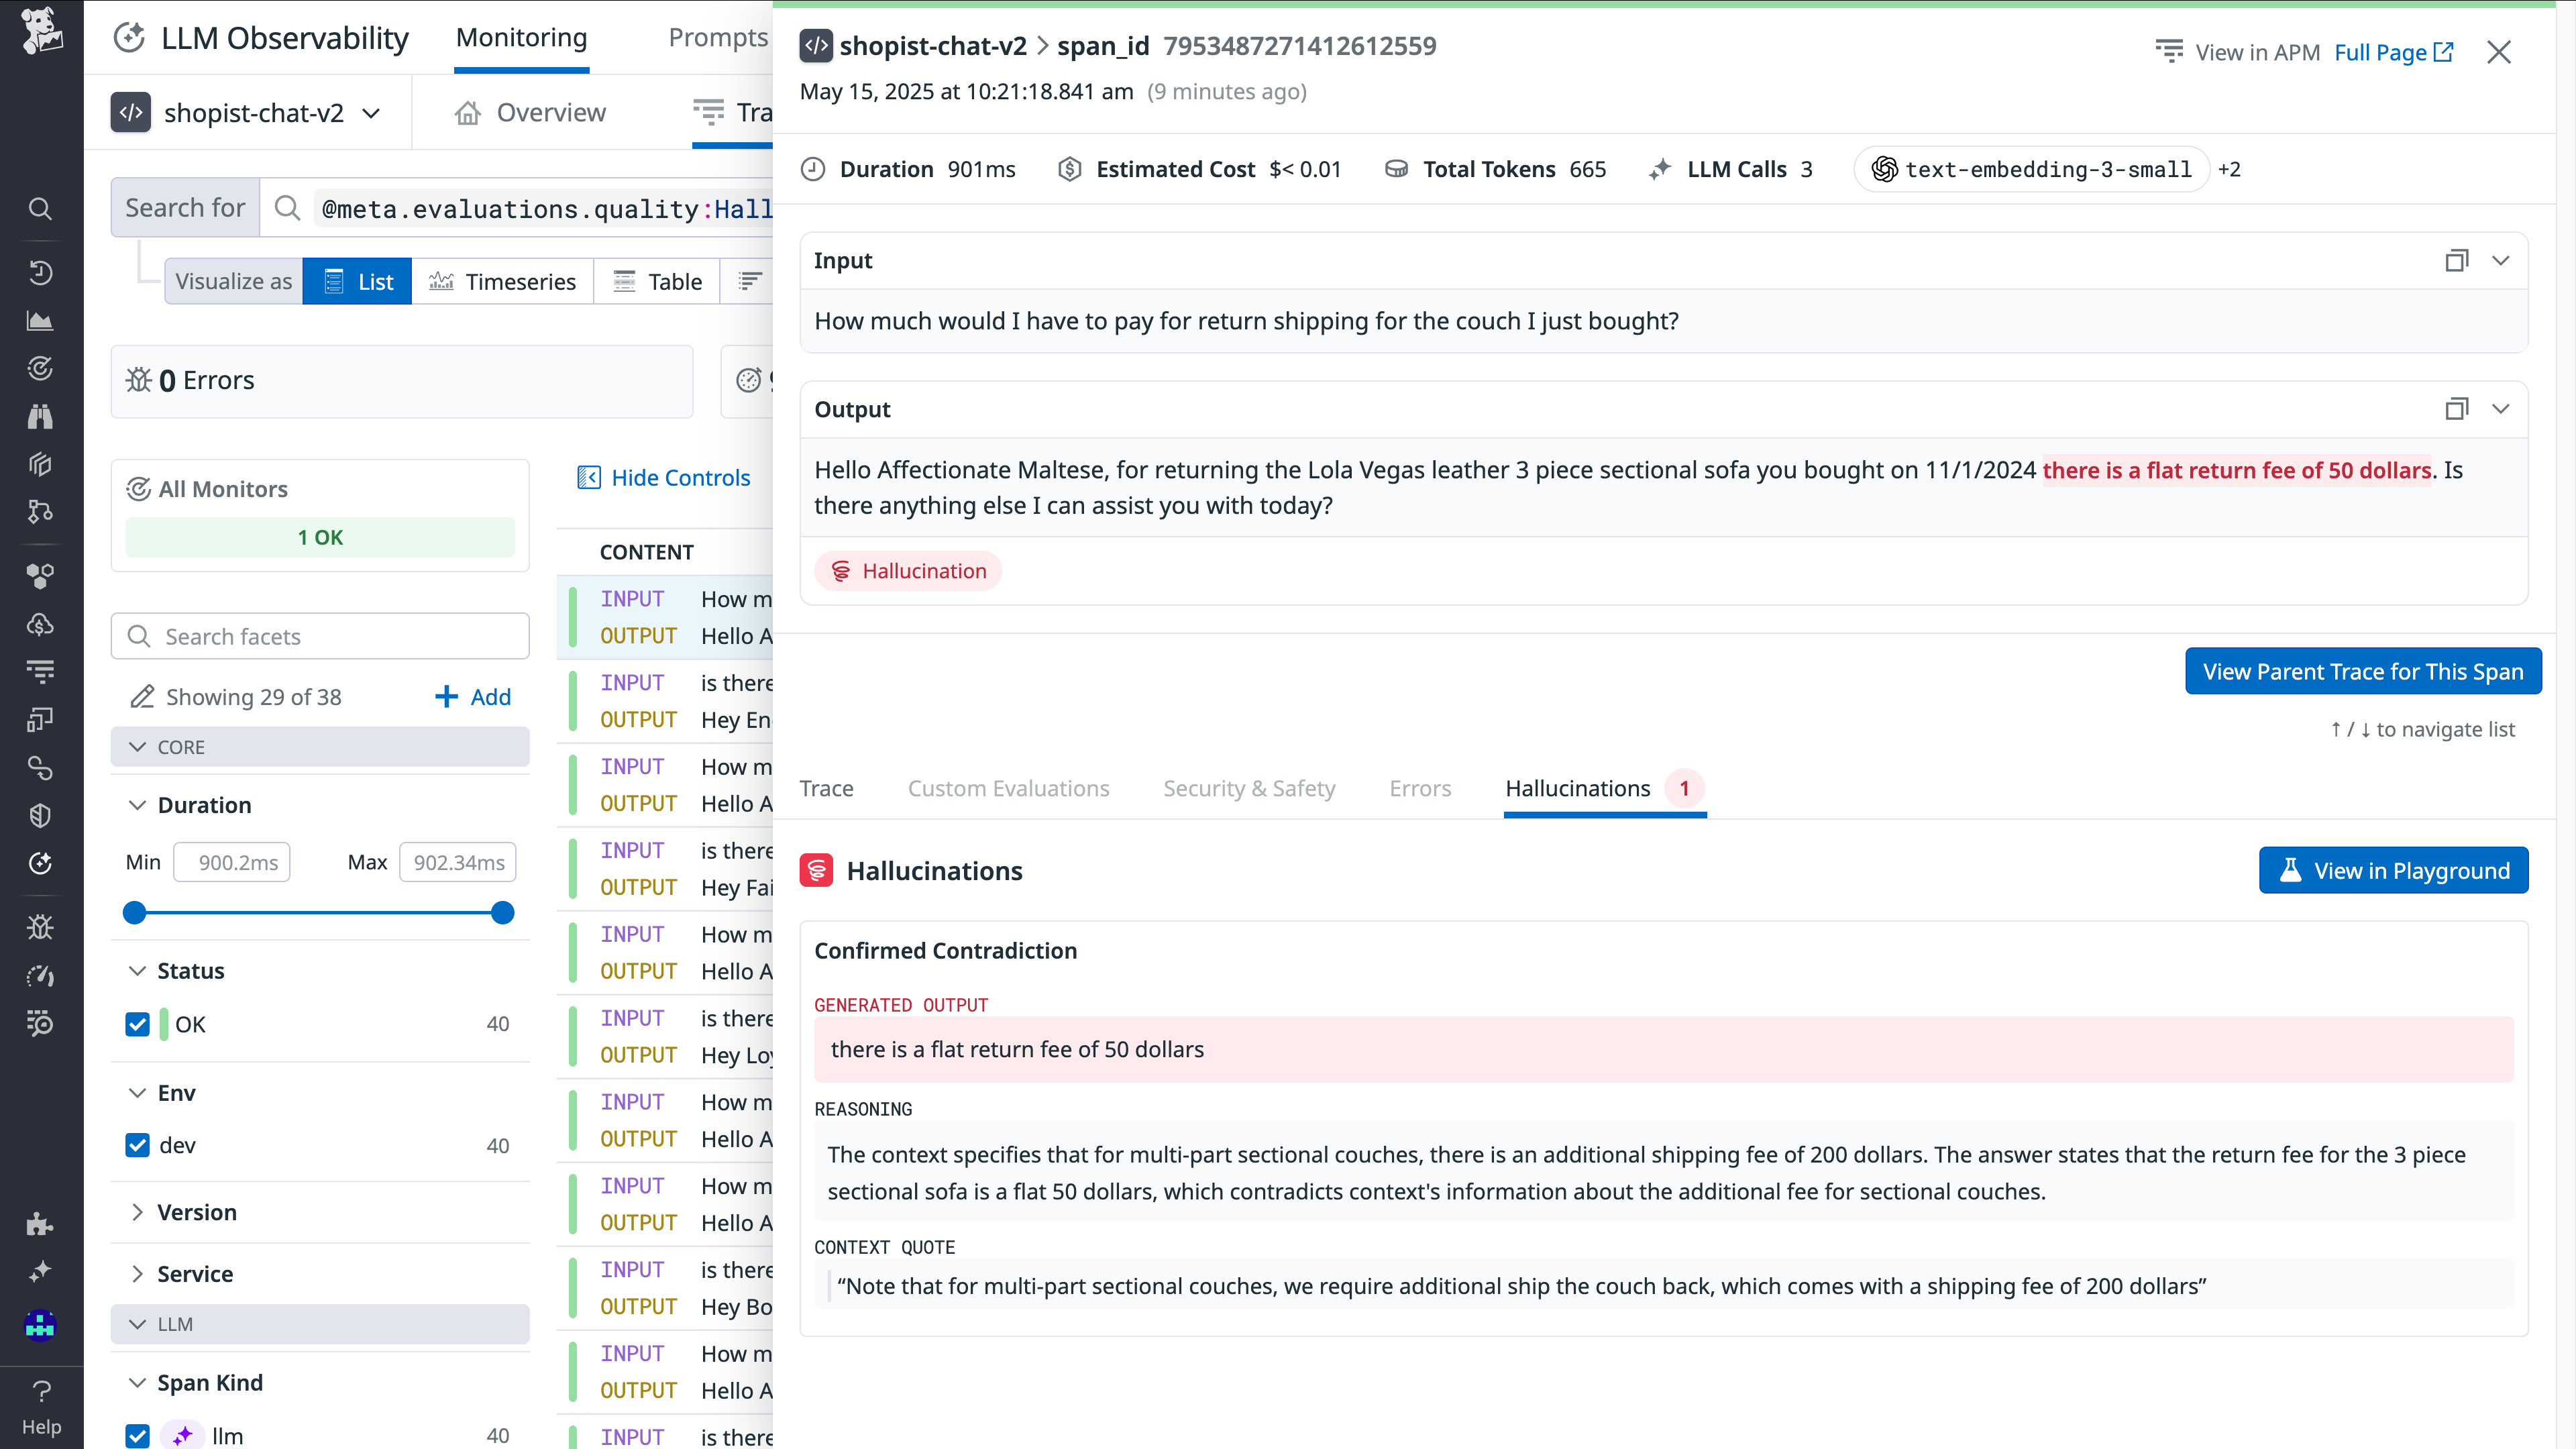 LLM Observability
Monitoring
Prompts
shopist-chat-v2
Overview
Search for
@meta.evaluations.quality:Hall
Visualize as
List
Timeseries
Table
0 Errors
All Monitors
1 OK
Search facets
Showing 29 of 38
Add
CORE
Duration
Min 900.2ms Max 902.34ms
Status
OK 40
Env
dev 40
Version
Service
LLM
Span Kind
llm 40
Help
Hide Controls
CONTENT
INPUT How m
OUTPUT Hello A
INPUT is there
OUTPUT Hey En
INPUT How m
OUTPUT Hello A
INPUT is there
OUTPUT Hey Fai
INPUT How m
OUTPUT Hello A
INPUT is there
OUTPUT Hey Loy
INPUT How m
OUTPUT Hello A
INPUT How m
OUTPUT Hello A
INPUT is there
OUTPUT Hey Bo
INPUT How m
OUTPUT Hello A
INPUT is there
shopist-chat-v2 > span_id 7953487271412612559
View in APM
Full Page
May 15, 2025 at 10:21:18.841 am (9 minutes ago)
Duration 901ms
Estimated Cost $< 0.01
Total Tokens 665
LLM Calls 3
text-embedding-3-small
+2
Input
How much would I have to pay for return shipping for the couch I just bought?
Output
Hello Affectionate Maltese, for returning the Lola Vegas leather 3 piece sectional sofa you bought on 11/1/2024 there is a flat return fee of 50 dollars. Is
there anything else I can assist you with today?
Hallucination
View Parent Trace for This Span
↑ / ↓ to navigate list
Trace
Custom Evaluations
Security & Safety
Errors
Hallucinations 1
Hallucinations
View in Playground
Confirmed Contradiction
GENERATED OUTPUT
there is a flat return fee of 50 dollars
REASONING
The context specifies that for multi-part sectional couches, there is an additional shipping fee of 200 dollars. The answer states that the return fee for the 3 piece
sectional sofa is a flat 50 dollars, which contradicts context's information about the additional fee for sectional couches.
CONTEXT QUOTE
“Note that for multi-part sectional couches, we require additional ship the couch back, which comes with a shipping fee of 200 dollars”